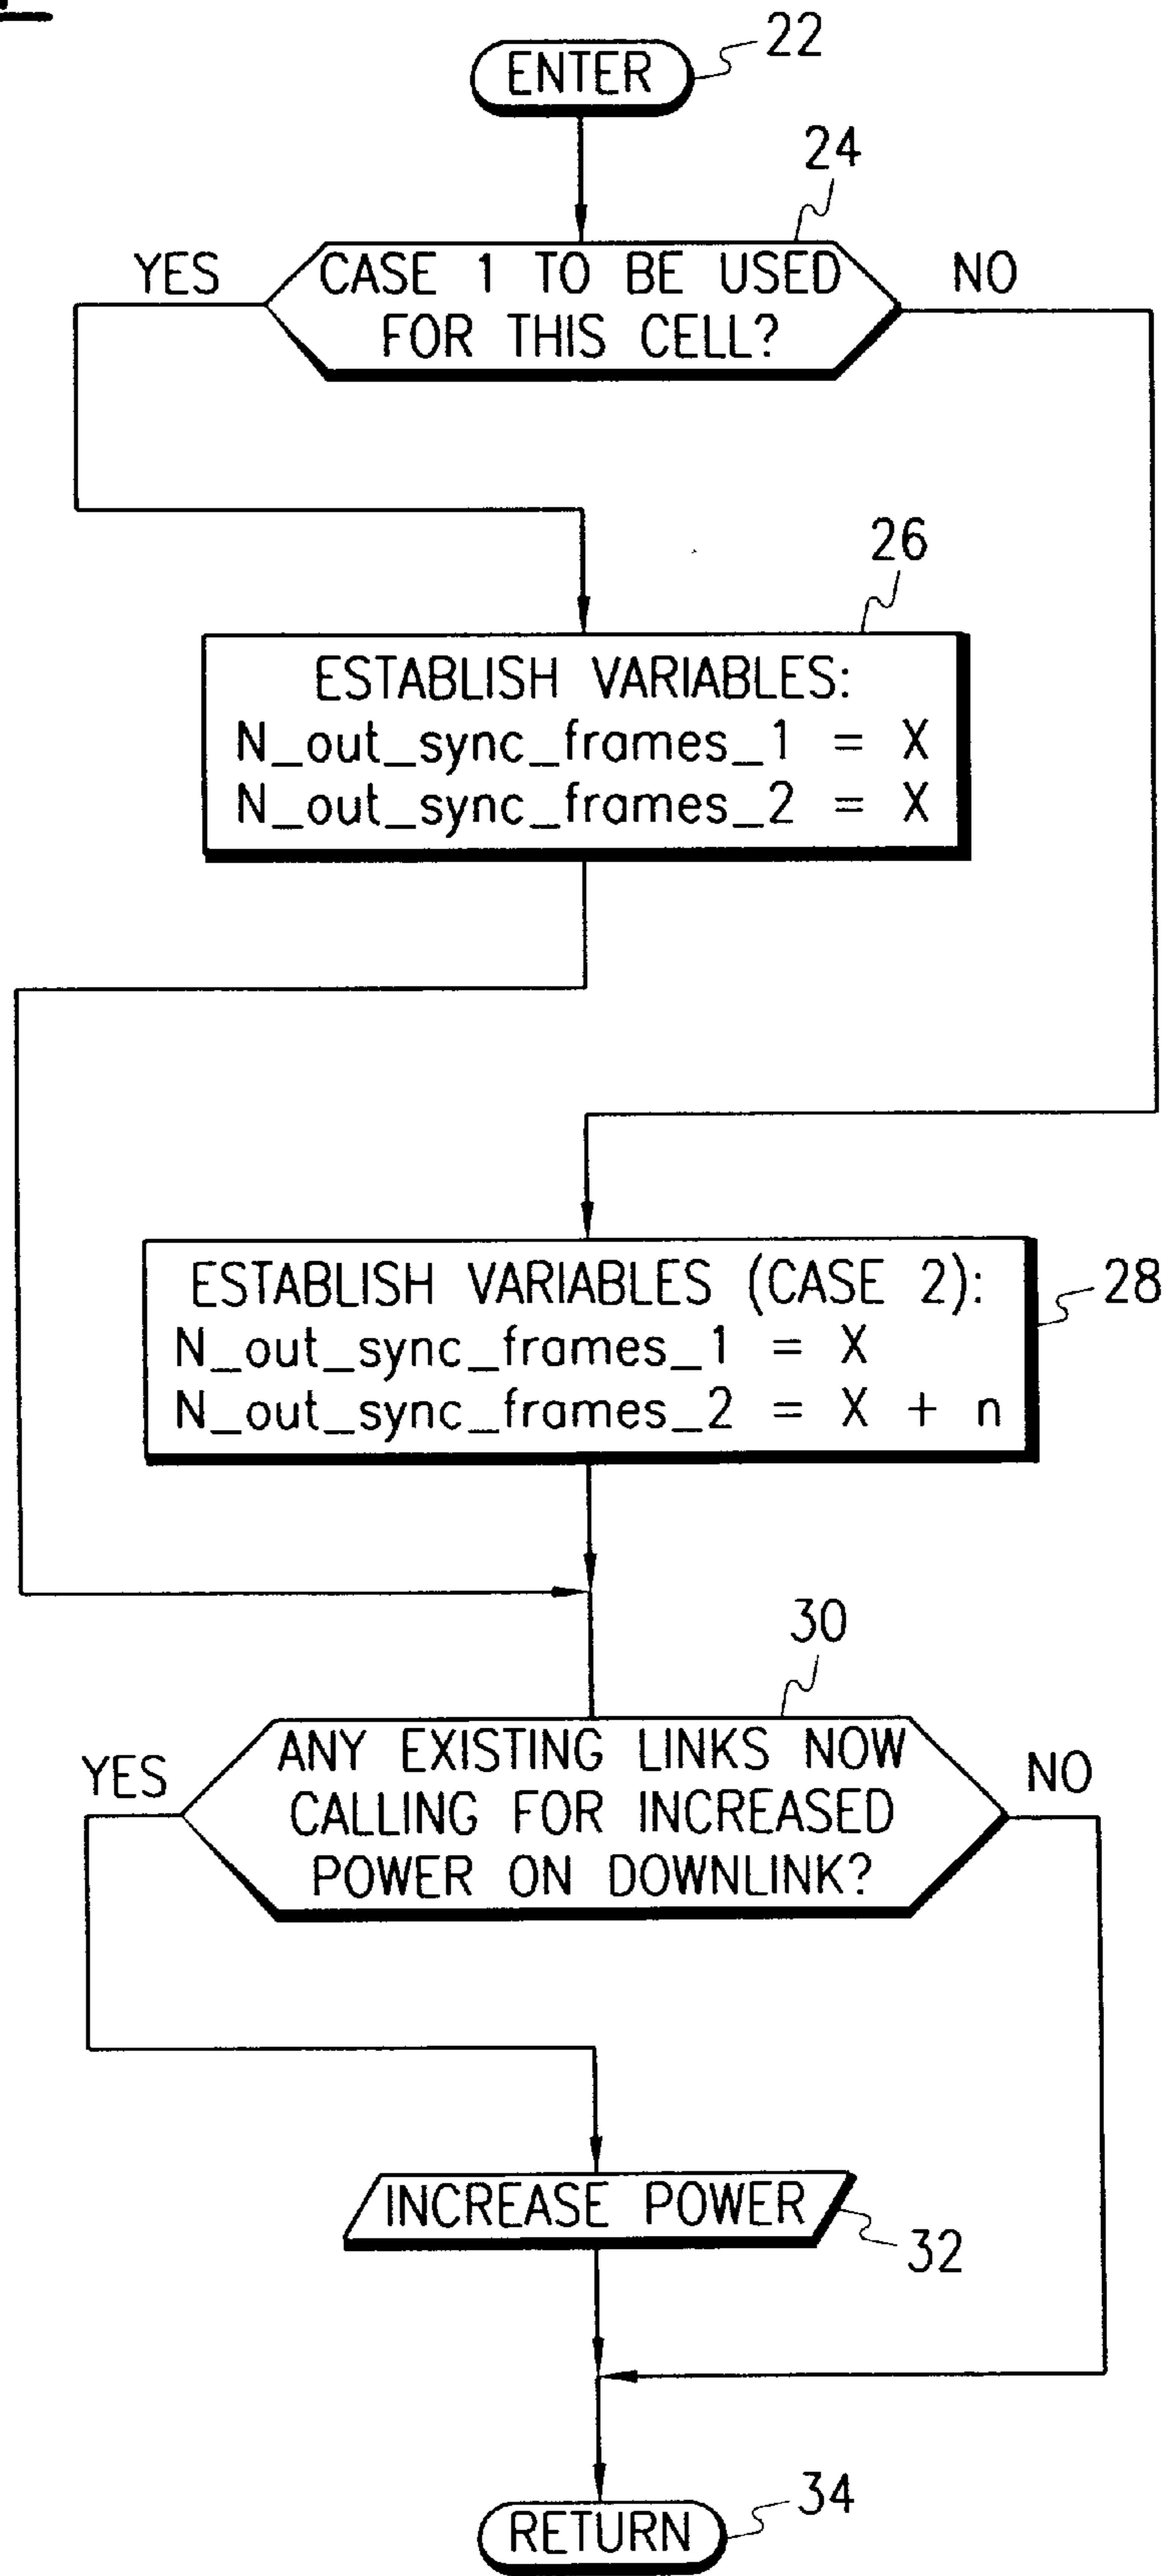 ENTER
22
24
YES
CASE 1 TO BE USED
FOR THIS CELL?
NO
26
ESTABLISH VARIABLES:
N_out_sync_frames_1 = X
N_out_sync_frames_2 = X
ESTABLISH VARIABLES (CASE 2):
N_out_sync_frames_1 = X
N_out_sync_frames_2 = X + n
28
30
YES
ANY EXISTING LINKS NOW
CALLING FOR INCREASED
POWER ON DOWNLINK?
NO
INCREASE POWER
32
RETURN
34